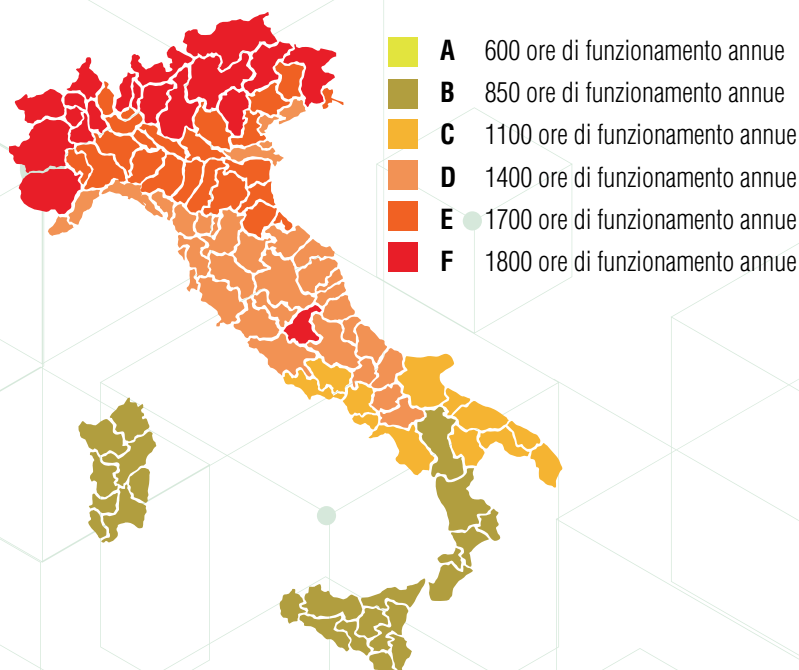 A 600 ore di funzionamento annue
B 850 ore di funzionamento annue
C 1100 ore di funzionamento annue
D 1400 ore di funzionamento annue
E 1700 ore di funzionamento annue
F 1800 ore di funzionamento annue